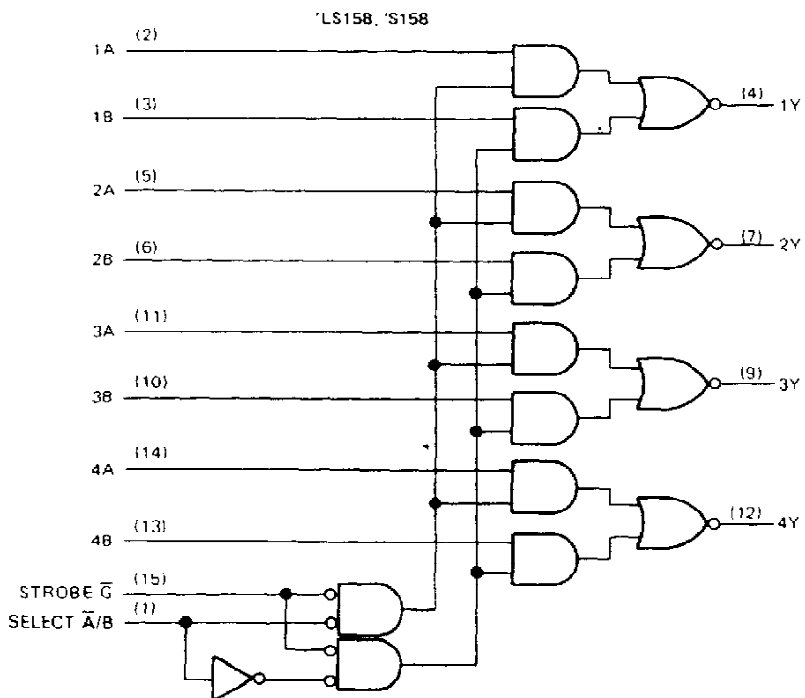 'LS158, 'S158
1A (2)
(4) 1Y
1B (3)
2A (5)
(7) 2Y
2B (6)
3A (11)
(9) 3Y
3B (10)
4A (14)
(12) 4Y
4B (13)
STROBE G̅ (15)
SELECT A̅/B (1)